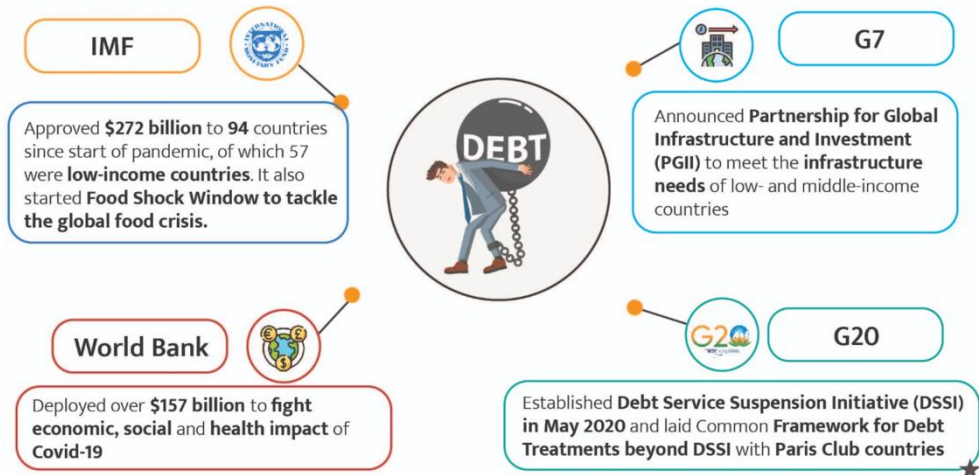 IMF
INTERNATIONAL MONETARY FUND
Approved $272 billion to 94 countries
since start of pandemic, of which 57
were low-income countries. It also
started Food Shock Window to tackle
the global food crisis.
DEBT
G7
Announced Partnership for Global
Infrastructure and Investment
(PGII) to meet the infrastructure
needs of low- and middle-income
countries
World Bank
Deployed over $157 billion to fight
economic, social and health impact of
Covid-19
G20
G20
Established Debt Service Suspension Initiative (DSSI)
in May 2020 and laid Common Framework for Debt
Treatments beyond DSSI with Paris Club countries